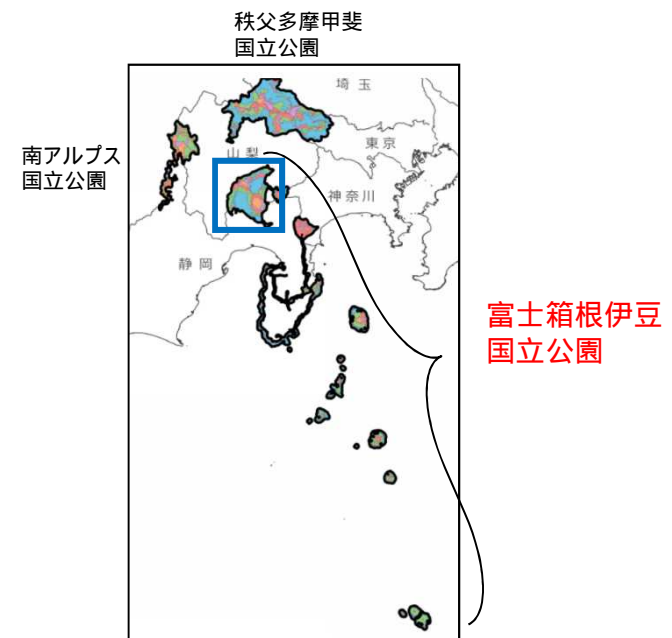 秩父多摩甲斐
国立公園
埼玉
南アルプス
国立公園
山梨
東京
神奈川
静岡
富士箱根伊豆
国立公園